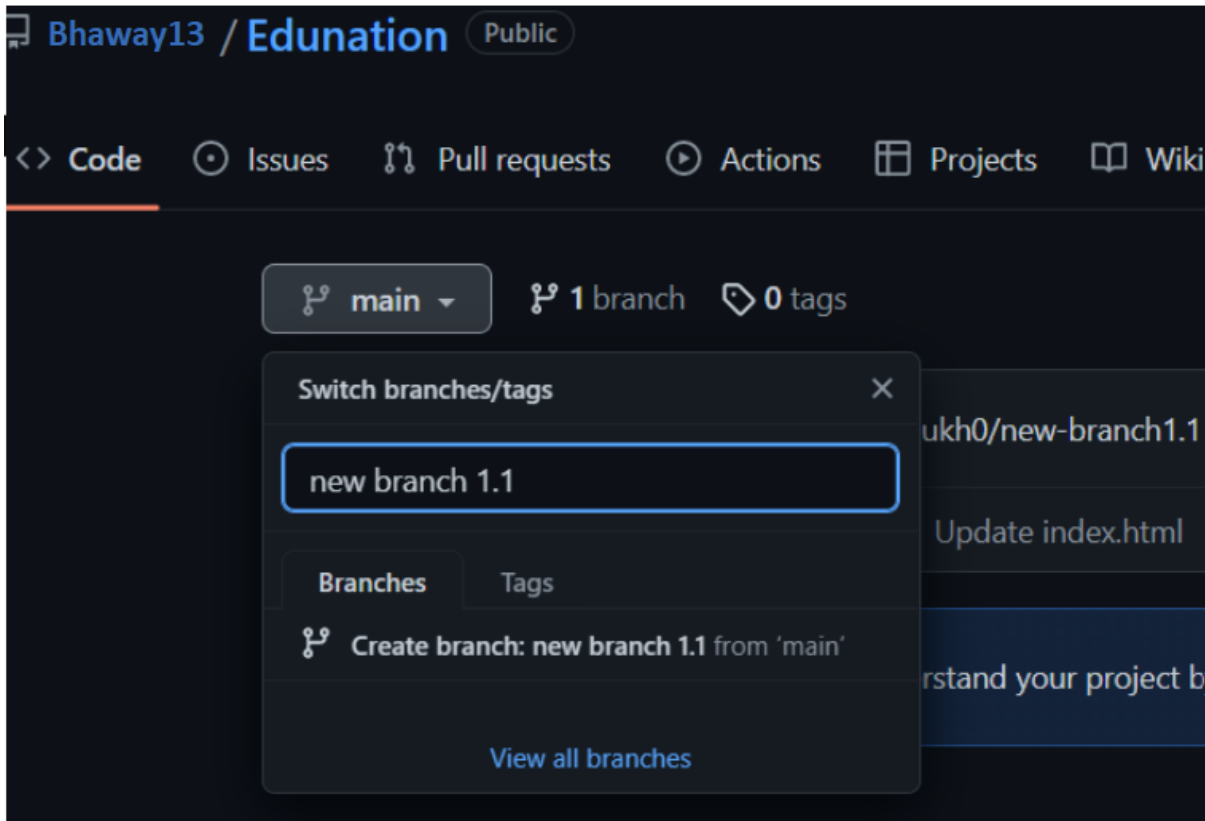 Bhaway13 / Edunation Public
Code Issues Pull requests Actions Projects Wiki
main 1 branch 0 tags
Switch branches/tags
ukh0/new-branch1.1
new branch 1.1
Update index.html
Branches Tags
Create branch: new branch 1.1 from ‘main’
rstand your project b
View all branches